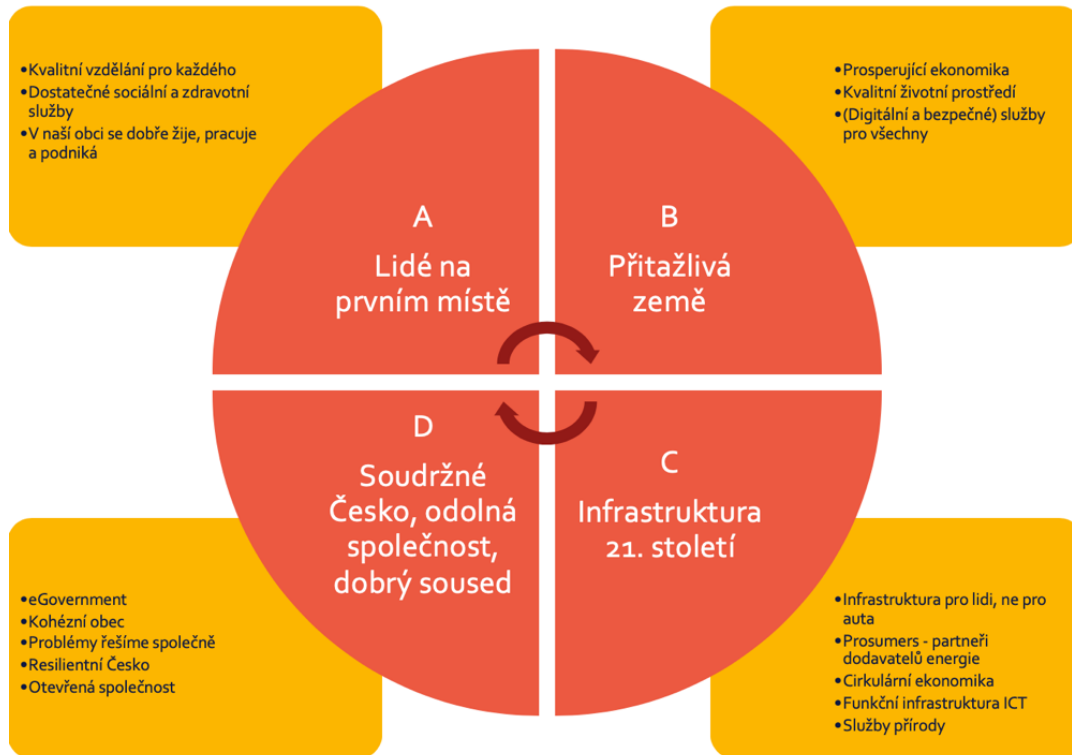 •Kvalitní vzdělání pro každého
•Dostatečné sociální a zdravotní
služby
•V naší obci se dobře žije, pracuje
a podniká
•Prosperující ekonomika
•Kvalitní životní prostředí
•(Digitální a bezpečné) služby
pro všechny
A
Lidé na
prvním místě
B
Přitažlivá
země
D
Soudržné
Česko, odolná
společnost,
dobrý soused
C
Infrastruktura
21. století
•eGovernment
•Kohézní obec
•Problémy řešíme společně
•Resilientní Česko
•Otevřená společnost
•Infrastruktura pro lidi, ne pro
auta
•Prosumers - partneři
dodavatelů energie
•Cirkulární ekonomika
•Funkční infrastruktura ICT
•Služby přírody